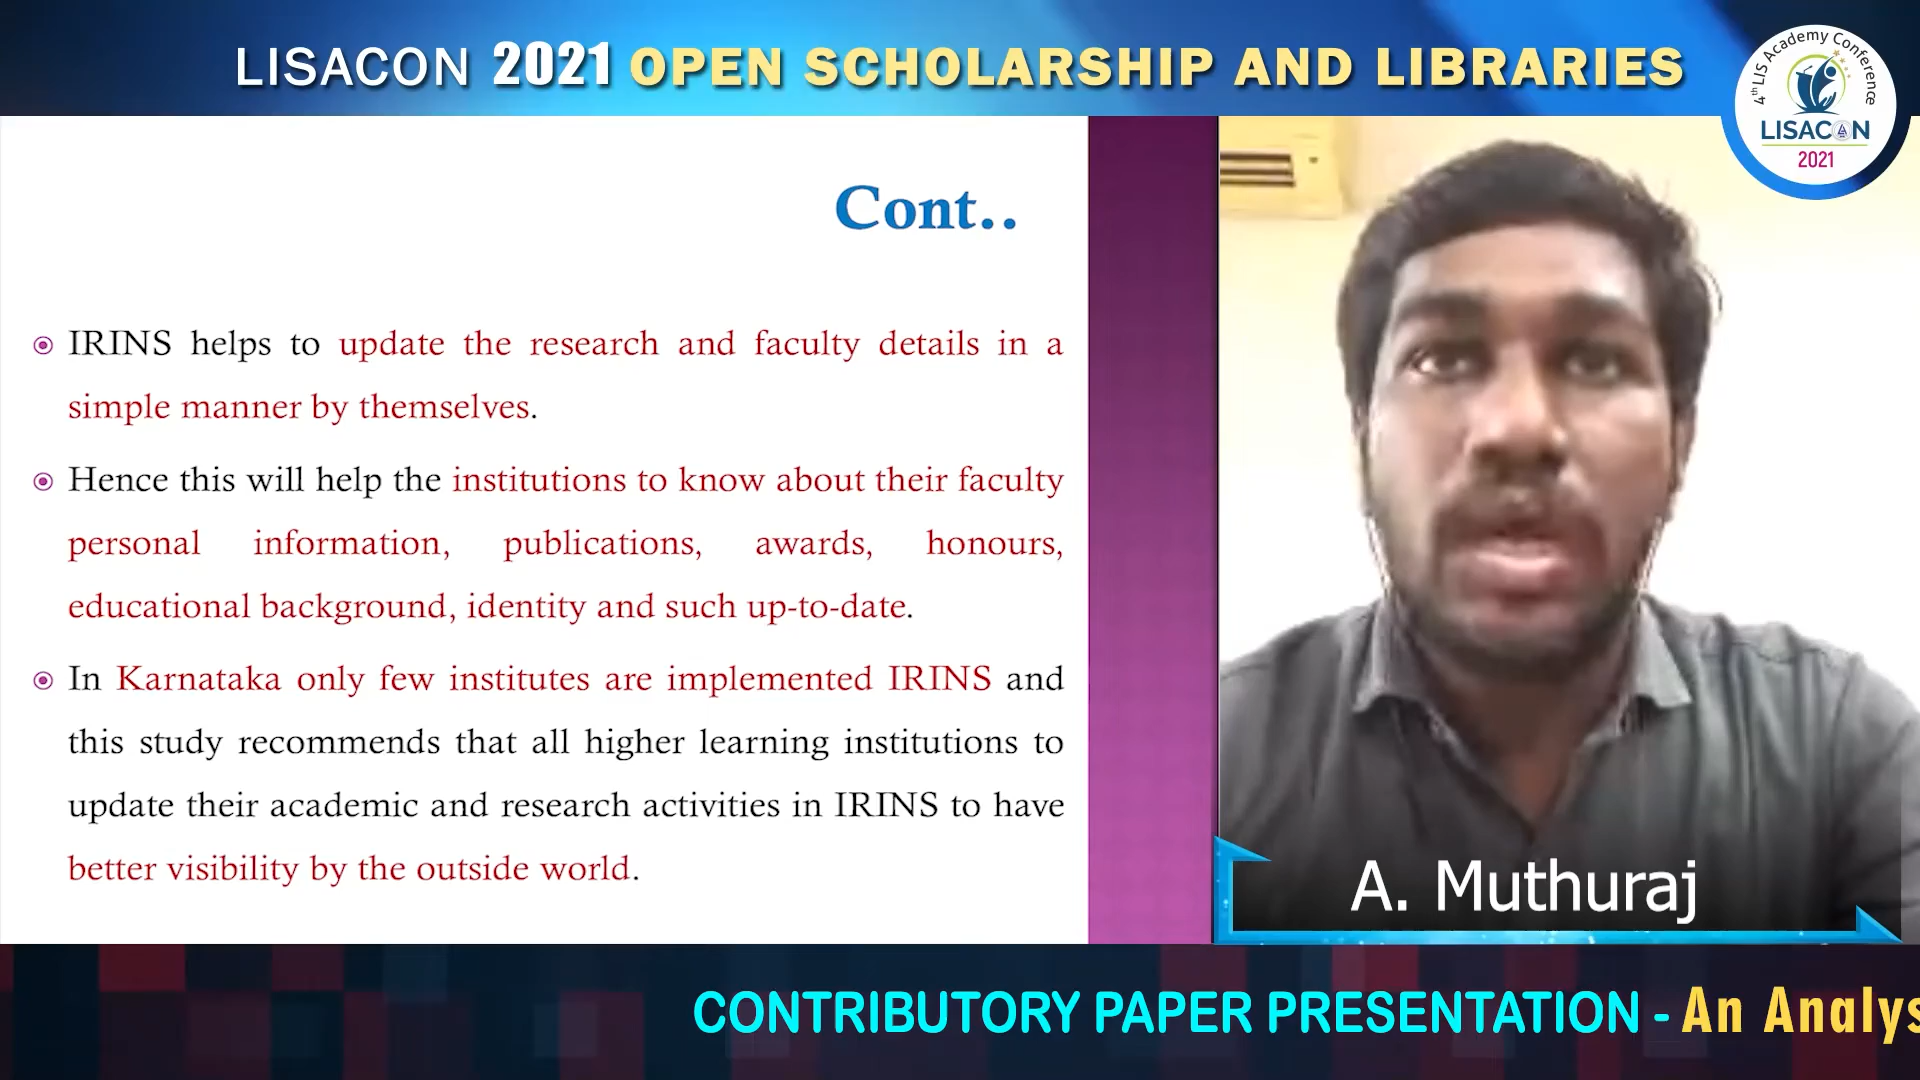 LISACON 2021 OPEN SCHOLARSHIP AND LIBRARIES
4th LIS Academy Conference
LISACON
2021
Cont..
IRINS helps to update the research and faculty details in a
simple manner by themselves.
Hence this will help the institutions to know about their faculty
personal information, publications, awards, honours,
educational background, identity and such up-to-date.
In Karnataka only few institutes are implemented IRINS and
this study recommends that all higher learning institutions to
update their academic and research activities in IRINS to have
better visibility by the outside world.
A. Muthuraj
CONTRIBUTORY PAPER PRESENTATION - An Analys